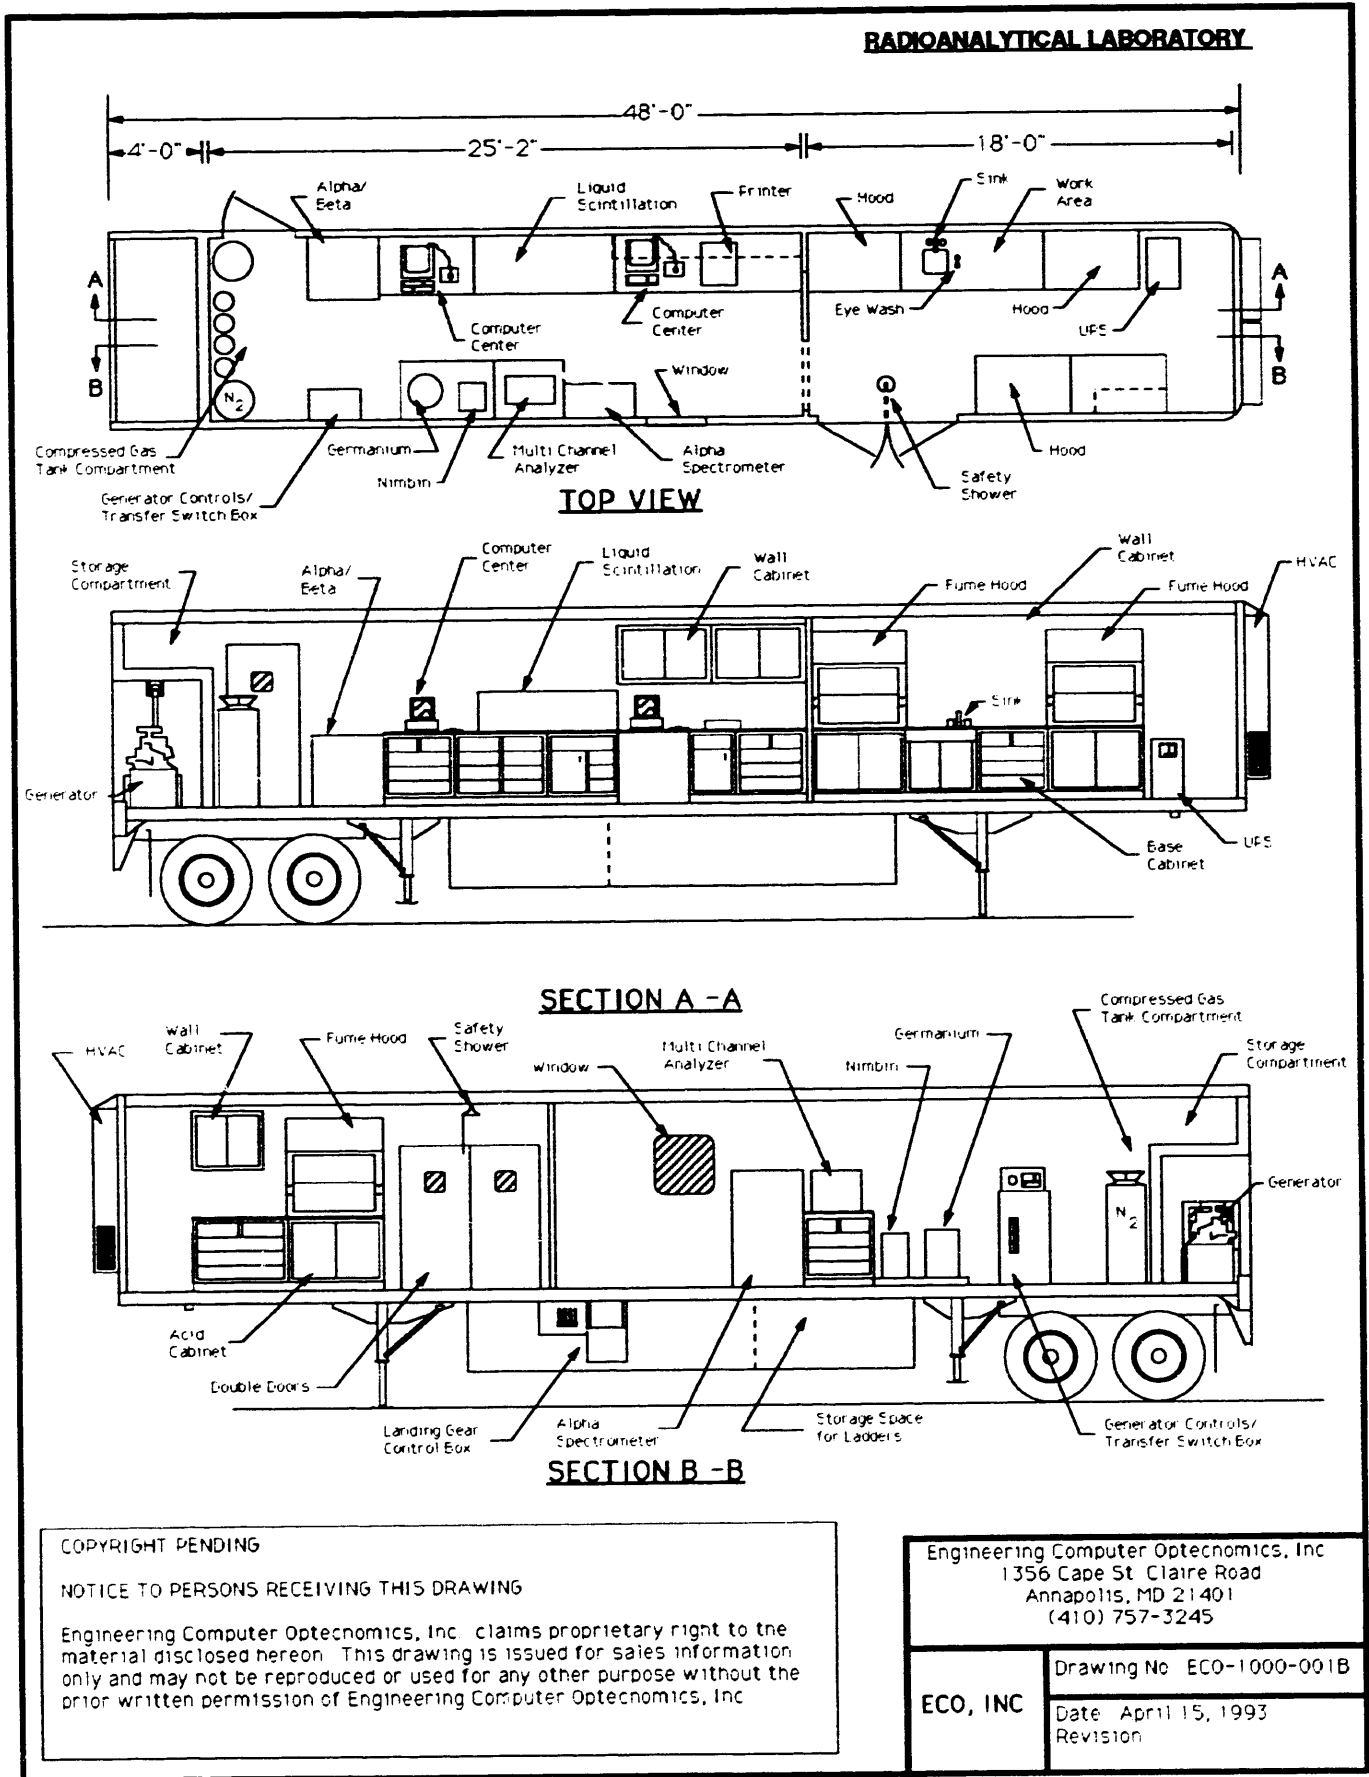 RADIOANALYTICAL LABORATORY
48'-0"
4'-0"
25'-2"
18'-0"
Alpha/
Beta
Liquid
Scintillation
Printer
Hood
Sink
Work
Area
A
A
B
B
N2
Computer
Center
Computer
Center
Eye Wash
Hood
UPS
Window
Compressed Gas
Tank Compartment
Germanium
Nimbin
Multi Channel
Analyzer
Alpha
Spectrometer
Hood
Safety
Shower
Generator Controls/
Transfer Switch Box
TOP VIEW
Storage
Compartment
Alpha/
Beta
Computer
Center
Liquid
Scintillation
Wall
Cabinet
Fume Hood
Wall
Cabinet
Fume Hood
HVAC
Sink
Generator
Base
Cabinet
UPS
SECTION A -A
HVAC
Wall
Cabinet
Fume Hood
Safety
Shower
Window
Multi Channel
Analyzer
Nimbin
Germanium
Compressed Gas
Tank Compartment
Storage
Compartment
Generator
N2
Acid
Cabinet
Double Doors
Landing Gear
Control Box
Alpha
Spectrometer
Storage Space
for Ladders
Generator Controls/
Transfer Switch Box
SECTION B -B
COPYRIGHT PENDING
NOTICE TO PERSONS RECEIVING THIS DRAWING
Engineering Computer Optecnomics, Inc. claims proprietary right to the
material disclosed hereon This drawing is issued for sales information
only and may not be reproduced or used for any other purpose without the
prior written permission of Engineering Computer Optecnomics, Inc
Engineering Computer Optecnomics, Inc
1356 Cape St Claire Road
Annapolis, MD 21401
(410) 757-3245
ECO, INC
Drawing No ECO-1000-001B
Date April 15, 1993
Revision